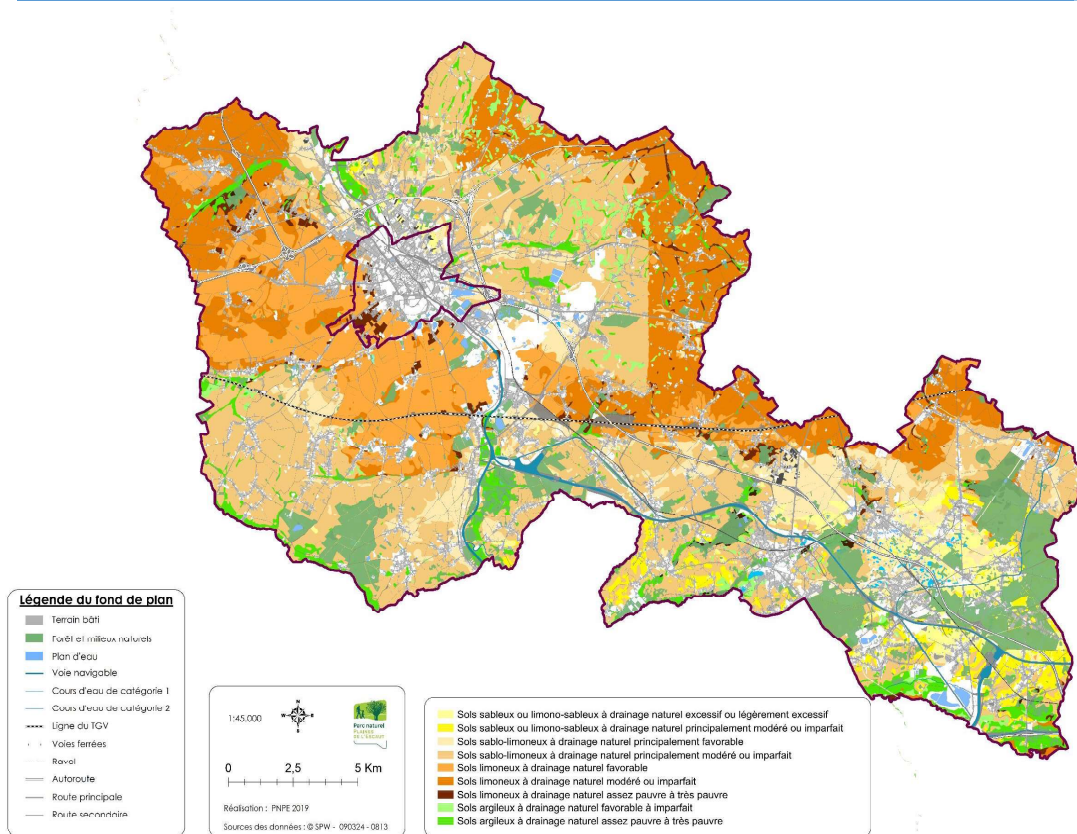 Légende du fond de plan
Terrain bâti
Forêt et milieux naturels
Plan d'eau
Voie navigable
Cours d'eau de catégorie 1
Cours d'eau de catégorie 2
Ligne du TGV
Voies ferrées
Ravel
Autoroute
Route principale
Route secondaire
1:45.000
N
W E
S
Parc naturel
PLAINES
DE L'ESCAUT
0 2,5 5 Km
Réalisation : PNPE 2019
Sources des données : © SPW - 090324 - 0813
Sols sableux ou limono-sableux à drainage naturel excessif ou légèrement excessif
Sols sableux ou limono-sableux à drainage naturel principalement modéré ou imparfait
Sols sablo-limoneux à drainage naturel principalement favorable
Sols sablo-limoneux à drainage naturel principalement modéré ou imparfait
Sols limoneux à drainage naturel favorable
Sols limoneux à drainage naturel modéré ou imparfait
Sols limoneux à drainage naturel assez pauvre à très pauvre
Sols argileux à drainage naturel favorable à imparfait
Sols argileux à drainage naturel assez pauvre à très pauvre